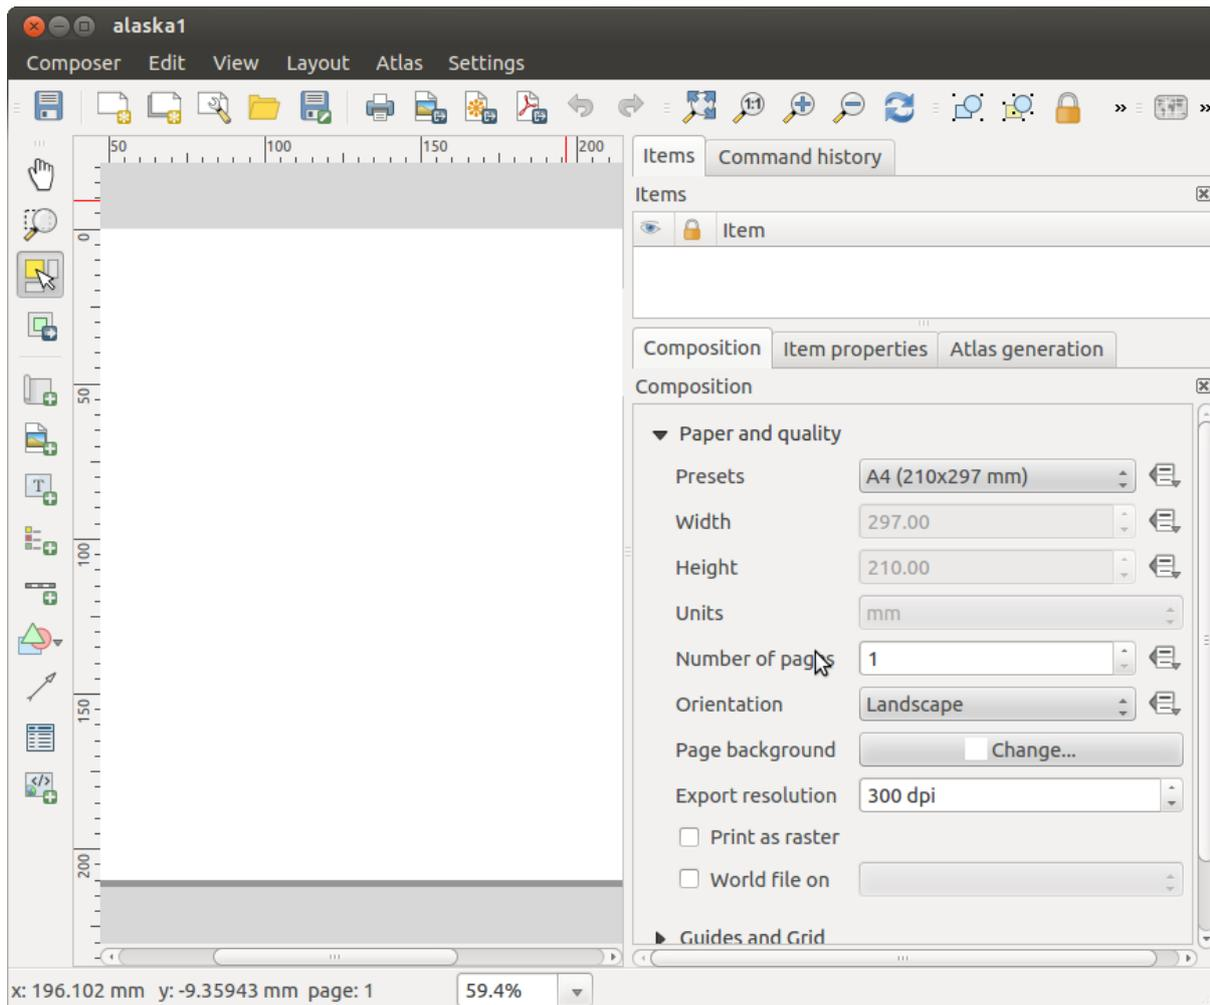 alaska1
Composer Edit View Layout Atlas Settings
1:1 » »
50 100 150 200
Items Command history
Items
Item
0
50
100
150
200
Composition Item properties Atlas generation
Composition
Paper and quality
Presets A4 (210x297 mm)
Width 297.00
Height 210.00
Units mm
Number of pages 1
Orientation Landscape
Page background Change...
Export resolution 300 dpi
Print as raster
World file on
Guides and Grid
T
</>
x: 196.102 mm y: -9.35943 mm page: 1 59.4%